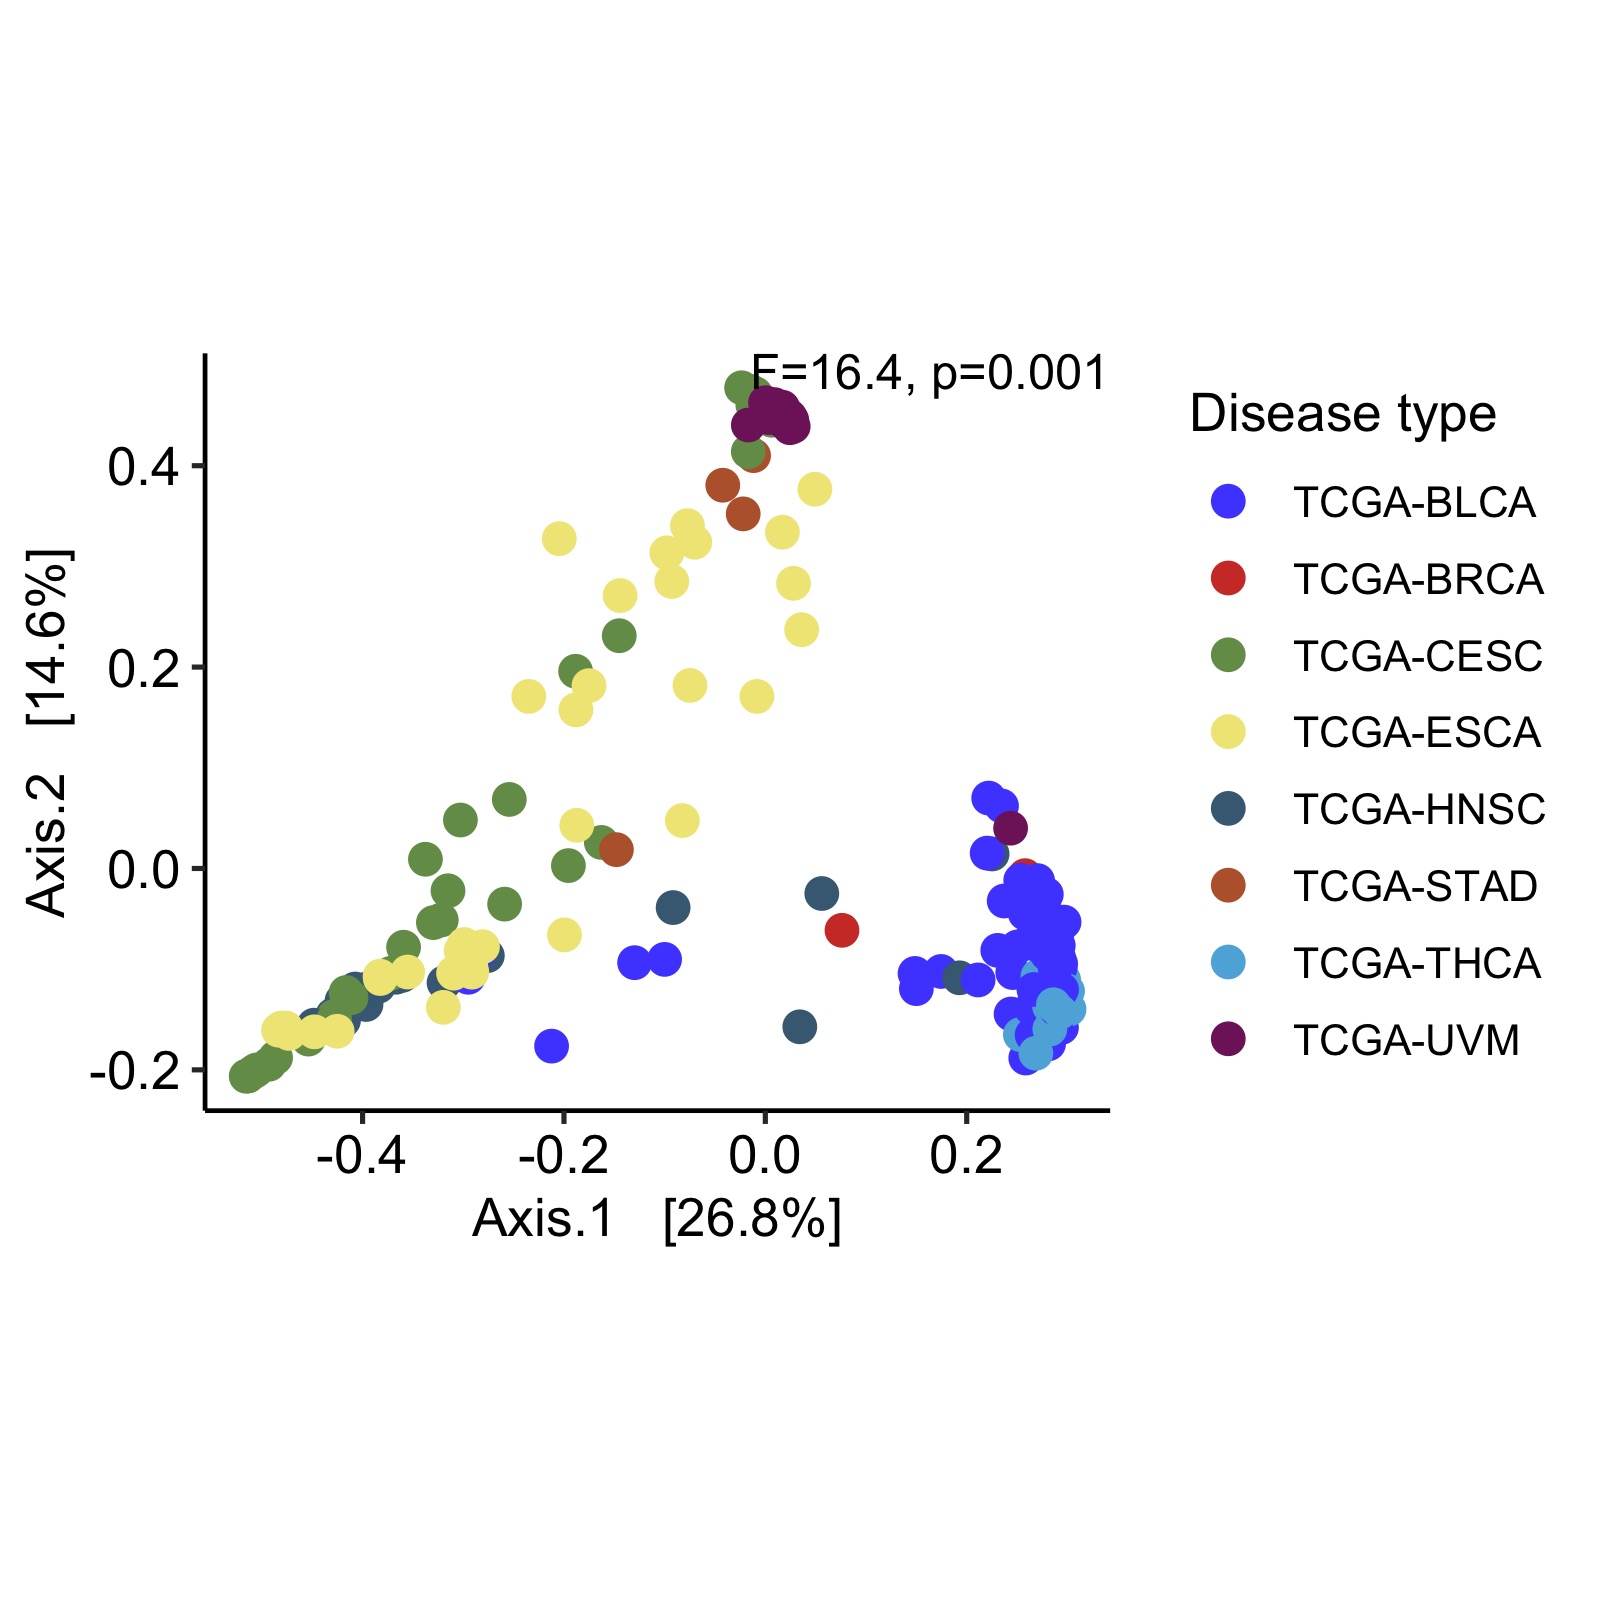 F=16.4, p=0.001
Disease type
TCGA-BLCA
TCGA-BRCA
TCGA-CESC
TCGA-ESCA
TCGA-HNSC
TCGA-STAD
TCGA-THCA
TCGA-UVM
Axis.2 [14.6%]
0.4
0.2
0.0
-0.2
-0.4
-0.2
0.0
0.2
Axis.1 [26.8%]